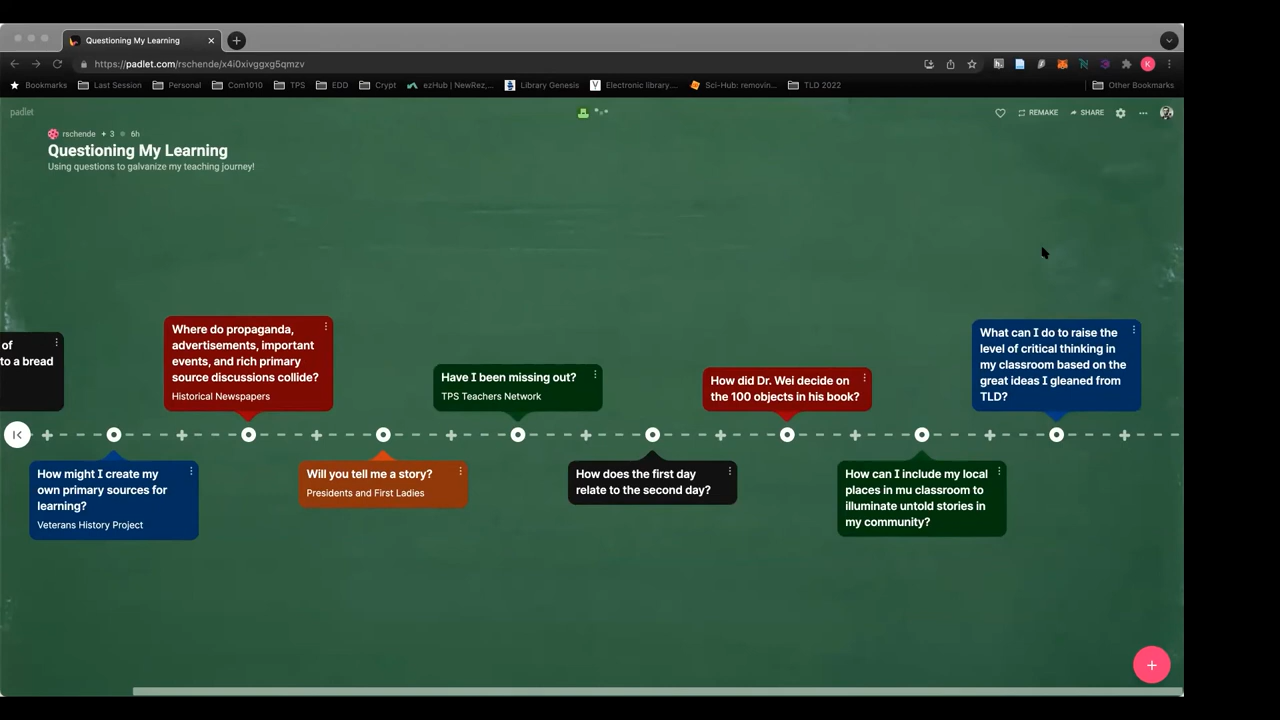 Questioning My Learning
https://padlet.com/rschende/x4i0xivggxg5qmzv
Bookmarks Last Session Personal Com1010 TPS EDD Crypt ezHub | NewRez,... Library Genesis Electronic library.... Sci-Hub: removin... TLD 2022 Other Bookmarks
padlet
REMAKE SHARE
rschende + 3 6h
Questioning My Learning
Using questions to galvanize my teaching journey!
of
to a bread
Where do propaganda,
advertisements, important
events, and rich primary
source discussions collide?
Historical Newspapers
Have I been missing out?
TPS Teachers Network
How did Dr. Wei decide on
the 100 objects in his book?
What can I do to raise the
level of critical thinking in
my classroom based on the
great ideas I gleaned from
TLD?
How might I create my
own primary sources for
learning?
Veterans History Project
Will you tell me a story?
Presidents and First Ladies
How does the first day
relate to the second day?
How can I include my local
places in mu classroom to
illuminate untold stories in
my community?